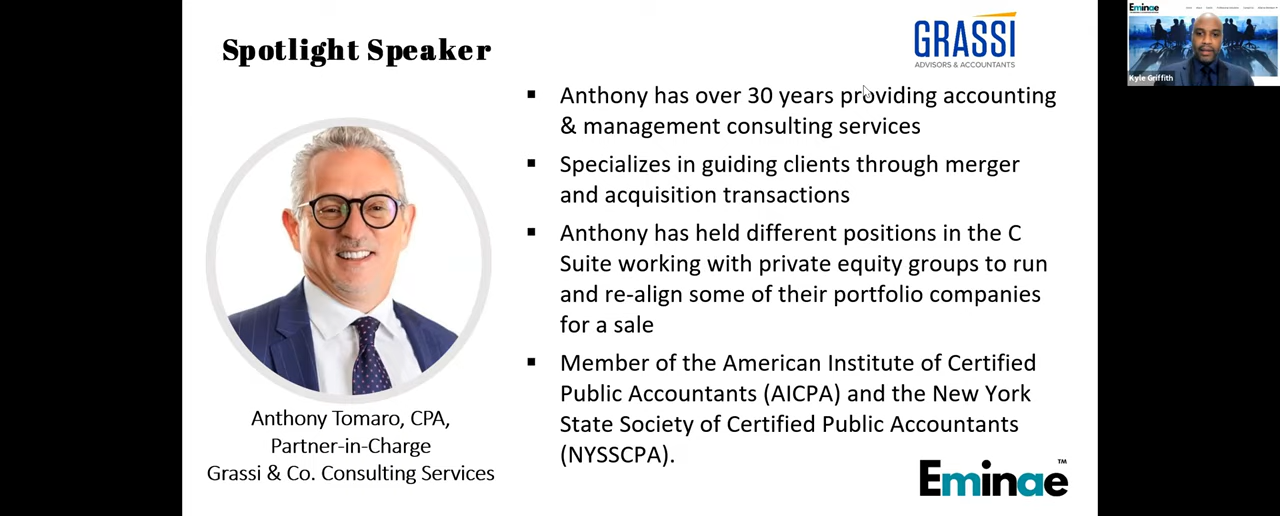 Spotlight Speaker
GRASSI
ADVISORS & ACCOUNTANTS
▪ Anthony has over 30 years providing accounting
& management consulting services
▪ Specializes in guiding clients through merger
and acquisition transactions
▪ Anthony has held different positions in the C
Suite working with private equity groups to run
and re-align some of their portfolio companies
for a sale
▪ Member of the American Institute of Certified
Public Accountants (AICPA) and the New York
State Society of Certified Public Accountants
(NYSSCPA).
Anthony Tomaro, CPA,
Partner-in-Charge
Grassi & Co. Consulting Services
Eminae™
Eminae
Kyle Griffith